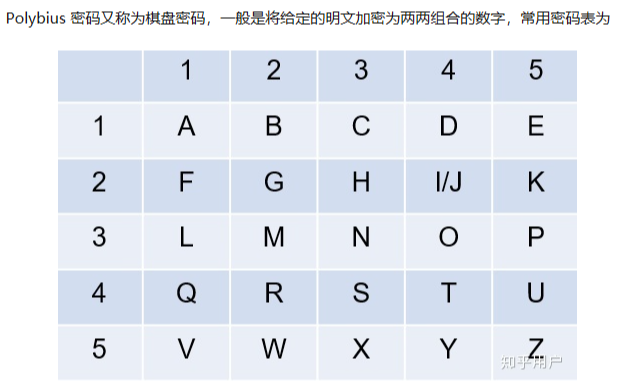 Polybius 密码又称为棋盘密码，一般是将给定的明文加密为两两组合的数字，常用密码表为
1 2 3 4 5
1 A B C D E
2 F G H I/J K
3 L M N O P
4 Q R S T U
5 V W X Y Z
知乎用户